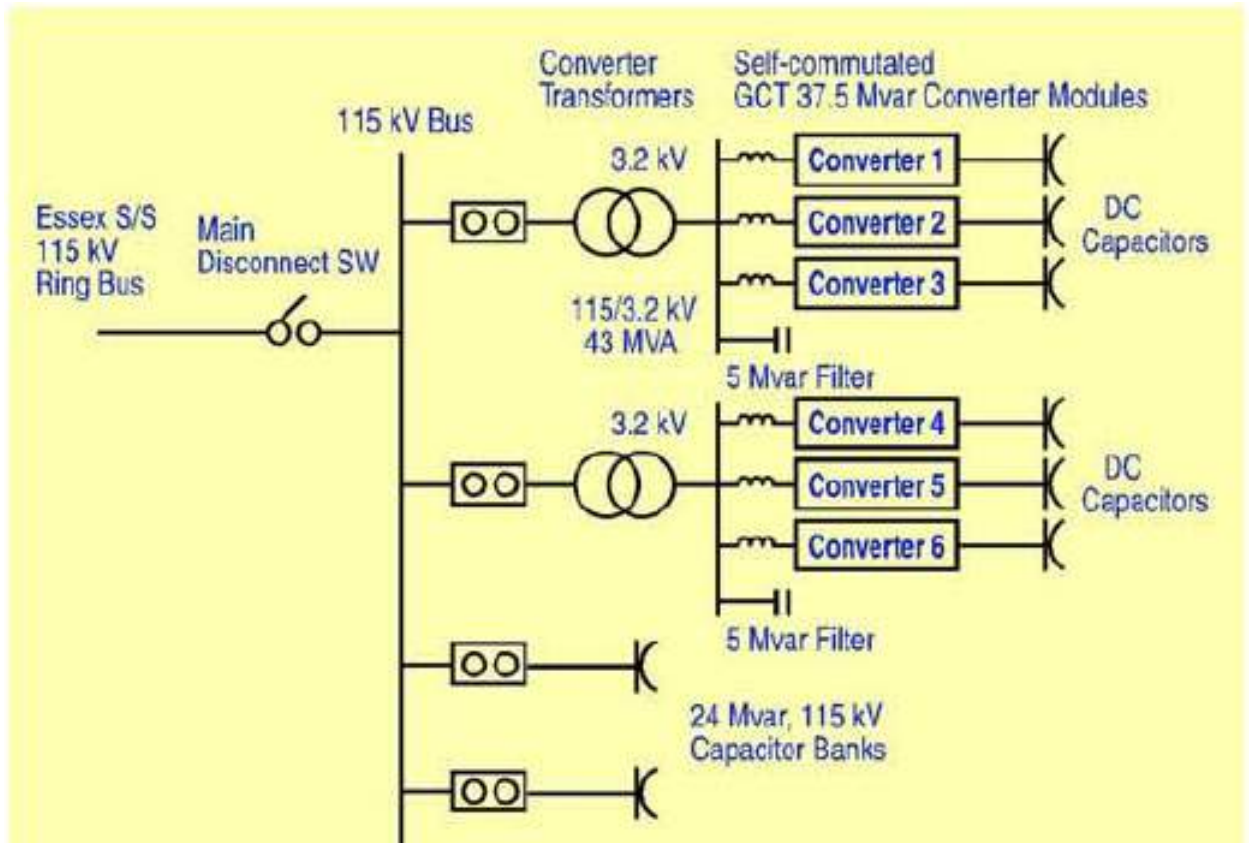 Converter
Transformers
Self-commutated
GCT 37.5 Mvar Converter Modules
115 kV Bus
3.2 kV
Converter 1
Essex S/S
115 kV
Ring Bus
Main
Disconnect SW
Converter 2
DC
Capacitors
Converter 3
115/3.2 kV
43 MVA
5 Mvar Filter
3.2 kV
Converter 4
Converter 5
DC
Capacitors
Converter 6
5 Mvar Filter
24 Mvar, 115 kV
Capacitor Banks